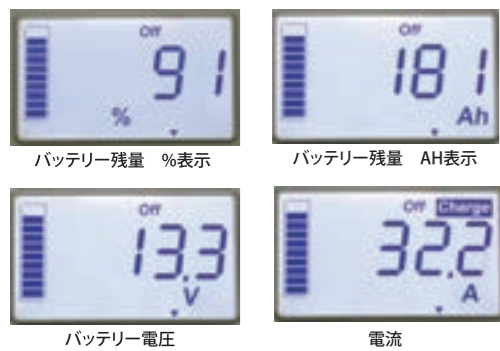 Off
91
%
バッテリー残量 %表示
Off
181
Ah
バッテリー残量 AH表示
Off
13.3
V
バッテリー電圧
Off Charge
32.2
A
電流